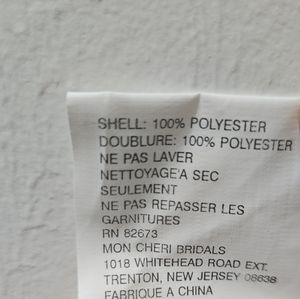 SHELL: 100% POLYESTER
DOUBLURE: 100% POLYESTER
NE PAS LAVER
NETTOYAGE'A SEC
SEULEMENT
NE PAS REPASSER LES
GARNITURES
RN 82673
MON CHERI BRIDALS
1018 WHITEHEAD ROAD EXT.
TRENTON, NEW JERSEY 08638
FABRIQUE A CHINA